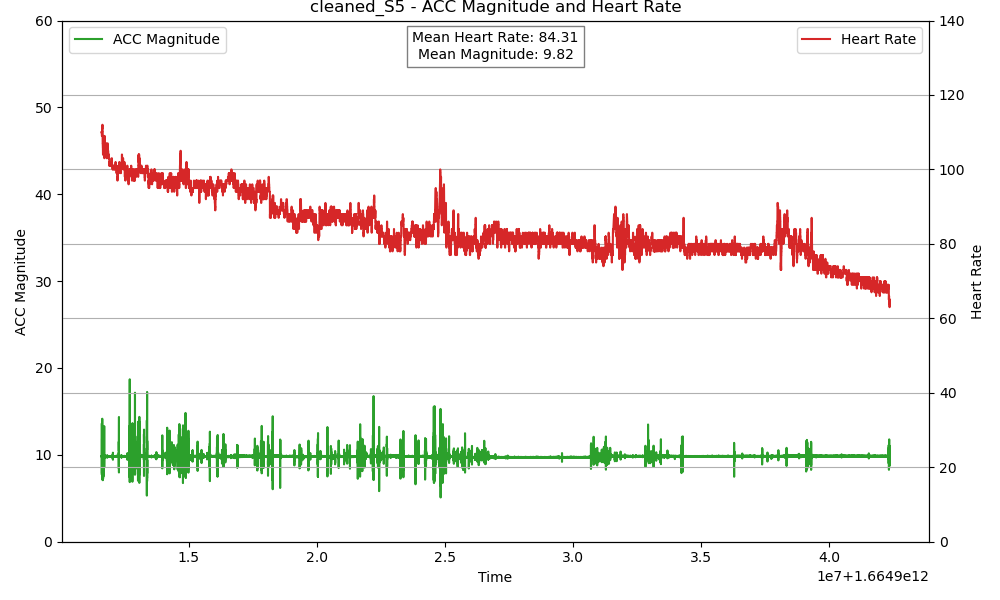 cleaned_S5 - ACC Magnitude and Heart Rate
ACC Magnitude
Mean Heart Rate: 84.31
Mean Magnitude: 9.82
Heart Rate
60
50
40
30
20
10
0
ACC Magnitude
140
120
100
80
60
40
20
0
Heart Rate
1.5
2.0
2.5
3.0
3.5
4.0
1e7+1.6649e12
Time